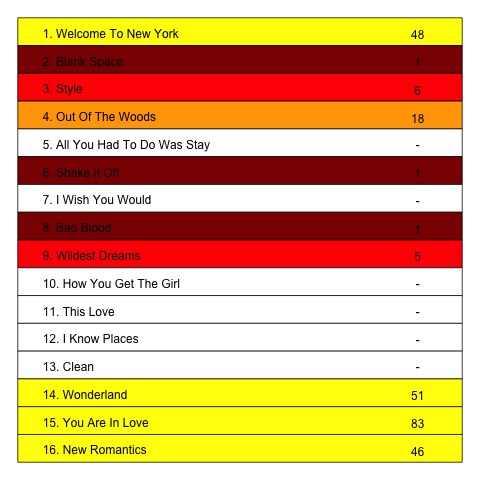 1. Welcome To New York 48
2. Blank Space 1
3. Style 6
4. Out Of The Woods 18
5. All You Had To Do Was Stay -
6. Shake It Off 1
7. I Wish You Would -
8. Bad Blood 1
9. Wildest Dreams 5
10. How You Get The Girl -
11. This Love -
12. I Know Places -
13. Clean -
14. Wonderland 51
15. You Are In Love 83
16. New Romantics 46